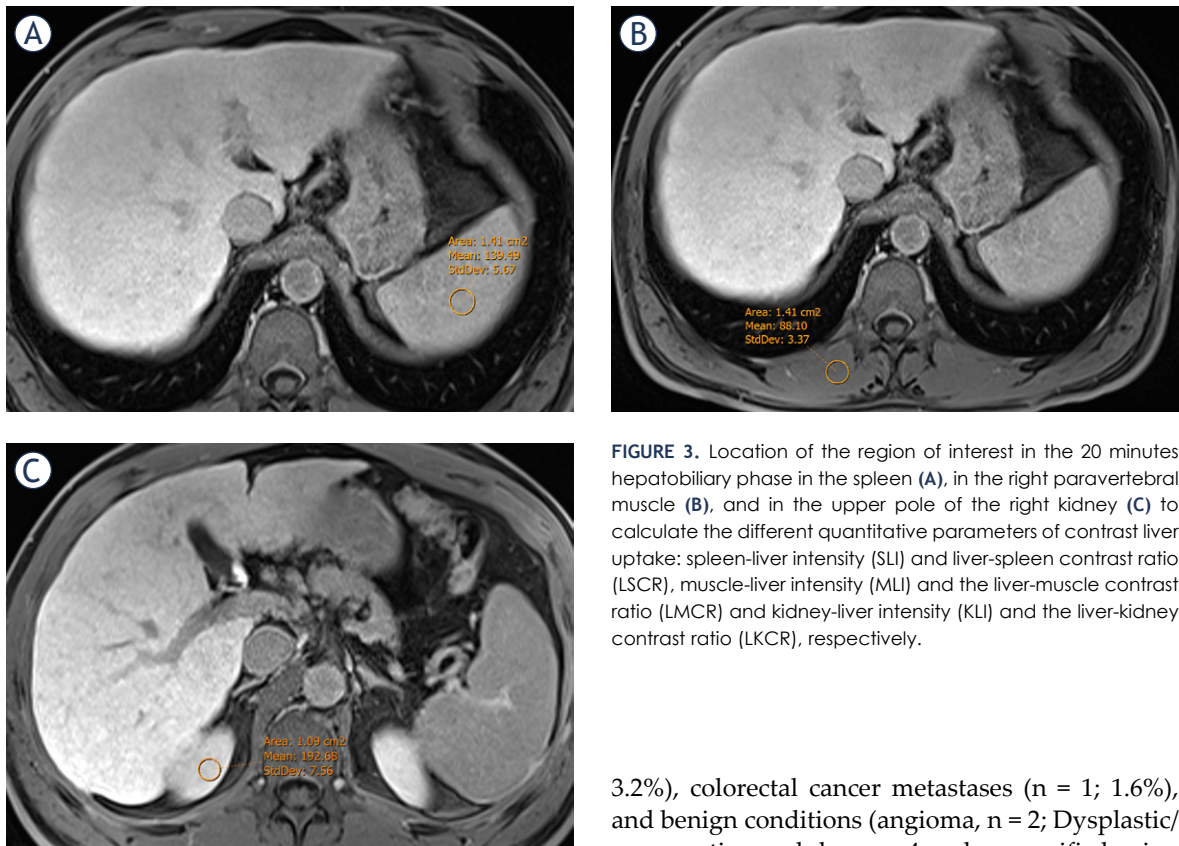 A
Area: 1.41 cm2
Mean: 139.49
StdDev: 5.67
B
Area: 1.41 cm2
Mean: 88.10
StdDev: 3.37
C
Area: 1.09 cm2
Mean: 192.68
StdDev: 7.56
FIGURE 3. Location of the region of interest in the 20 minutes
hepatobiliary phase in the spleen (A), in the right paravertebral
muscle (B), and in the upper pole of the right kidney (C) to
calculate the different quantitative parameters of contrast liver
uptake: spleen-liver intensity (SLI) and liver-spleen contrast ratio
(LSCR), muscle-liver intensity (MLI) and the liver-muscle contrast
ratio (LMCR) and kidney-liver intensity (KLI) and the liver-kidney
contrast ratio (LKCR), respectively.
3.2%), colorectal cancer metastases (n = 1; 1.6%),
and benign conditions (angioma, n = 2; Dysplastic/